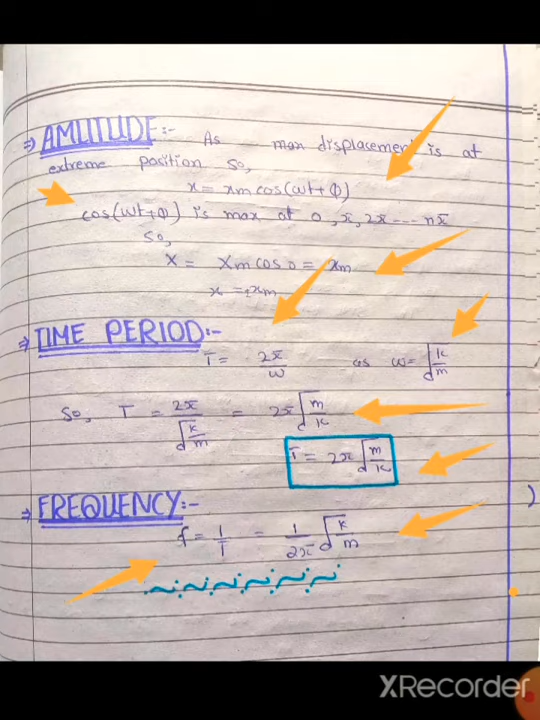 ⇒ AMLITUDE:- As max displacement is at
extreme position so,
x = xm cos(ωt+Φ)
cos(ωt+Φ) is max at 0, π, 2π ---- nπ
So,
X = Xm cos 0 = xm
x = ±xm
⇒ TIME PERIOD:-
T = 2π/ω as ω = √k/m
So, T = 2π/√k/m = 2π√m/k
T = 2π√m/k
⇒ FREQUENCY:-
f = 1/T = 1/2π √k/m
XRecorder